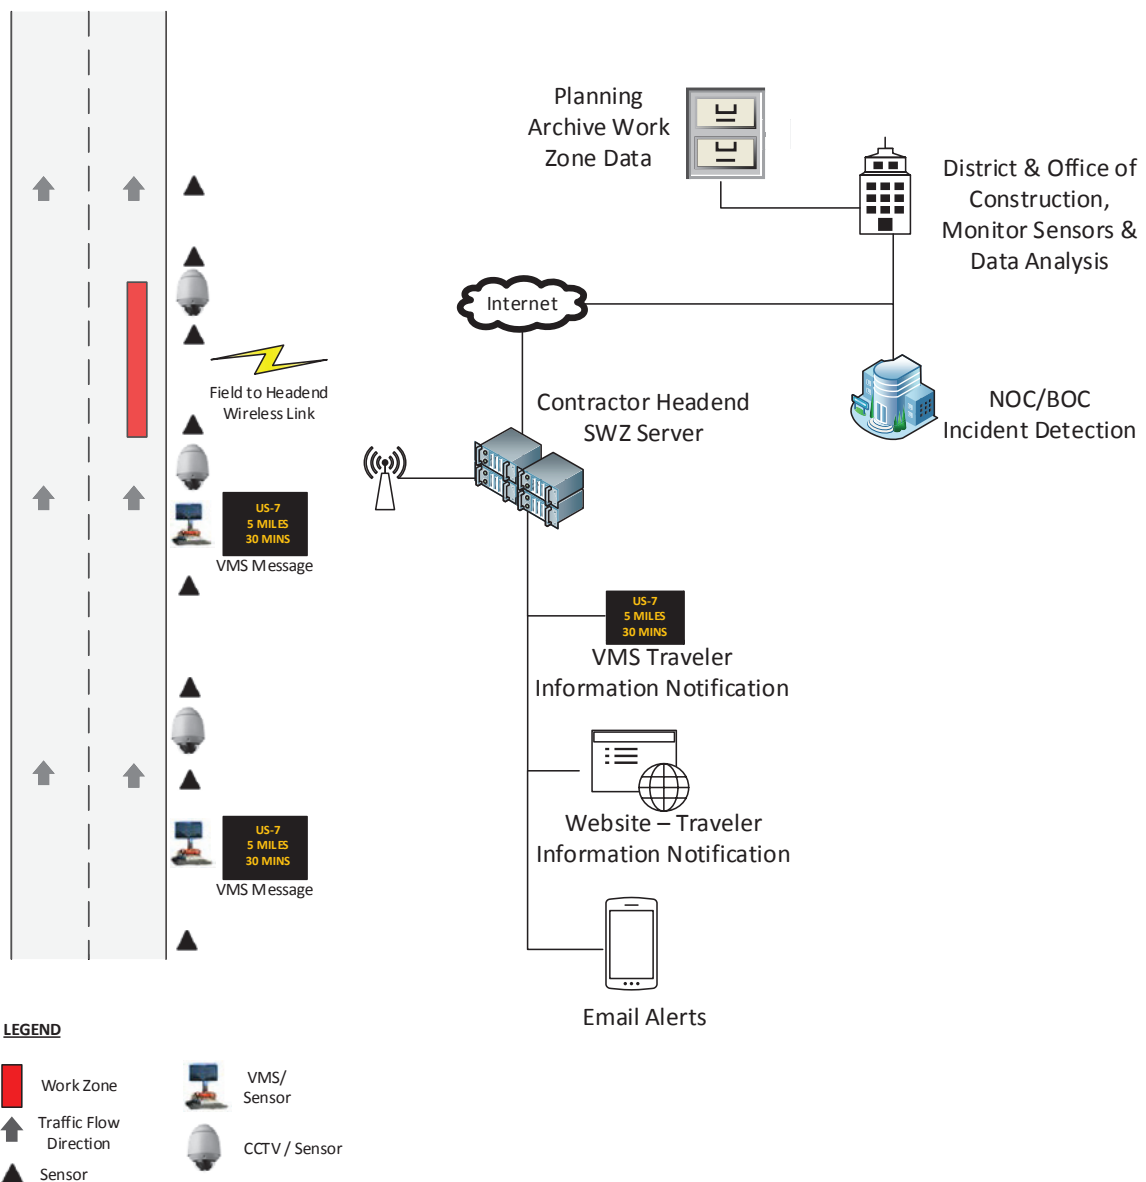 Planning
Archive Work
Zone Data
District & Office of
Construction,
Monitor Sensors &
Data Analysis
Internet
Field to Headend
Wireless Link
Contractor Headend
SWZ Server
NOC/BOC
Incident Detection
US-7
5 MILES
30 MINS
VMS Message
US-7
5 MILES
30 MINS
VMS Traveler
Information Notification
Website – Traveler
Information Notification
US-7
5 MILES
30 MINS
VMS Message
Email Alerts
LEGEND
Work Zone
Traffic Flow
Direction
Sensor
VMS/
Sensor
CCTV / Sensor